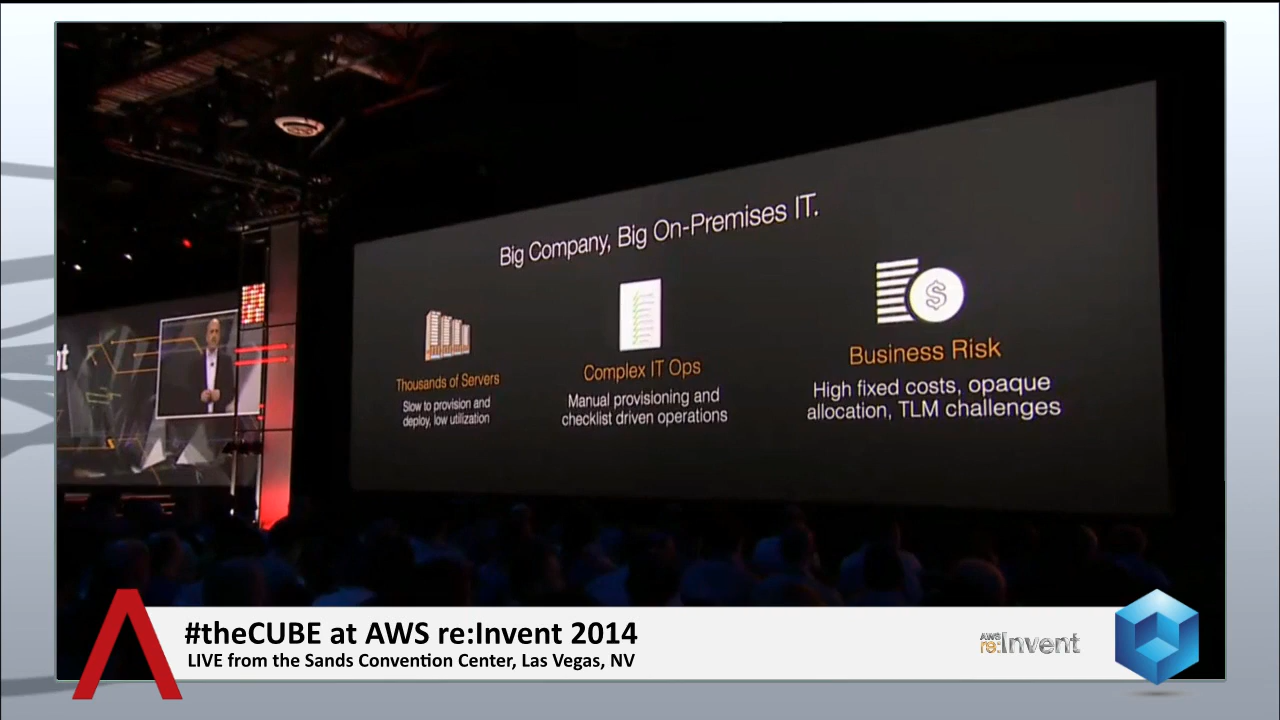 Big Company, Big On-Premises IT.
Thousands of Servers
Slow to provision and
deploy, low utilization
Complex IT Ops
Manual provisioning and
checklist driven operations
$
Business Risk
High fixed costs, opaque
allocation, TLM challenges
nt
#theCUBE at AWS re:Invent 2014
LIVE from the Sands Convention Center, Las Vegas, NV
AWS
re:Invent